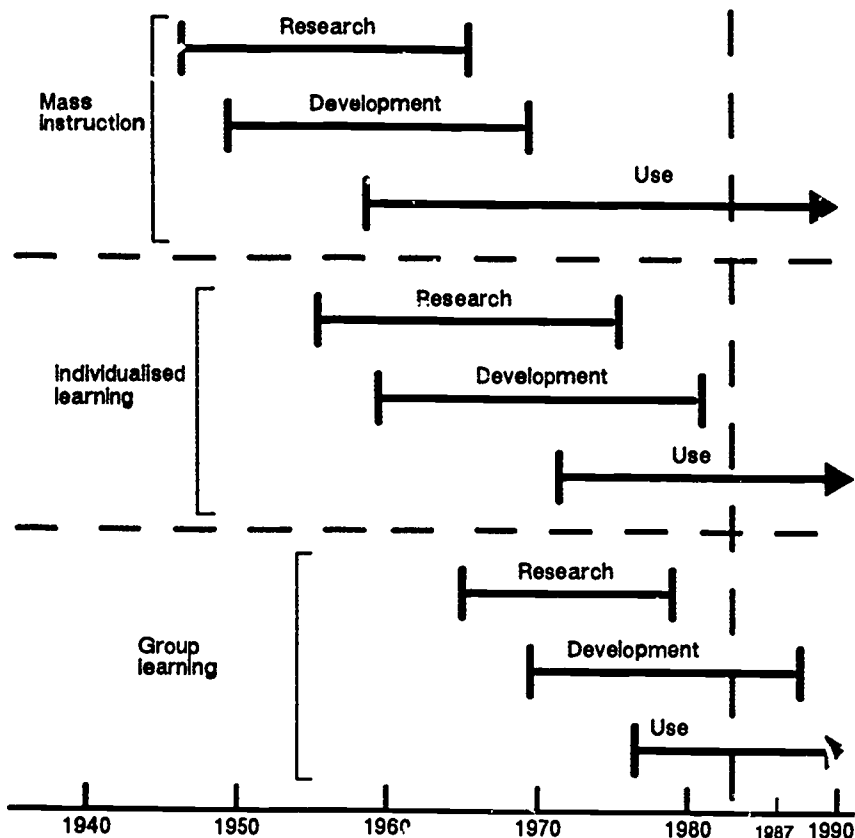 Research
Mass
instruction
Development
Use
Research
Individualised
learning
Development
Use
Research
Group
learning
Development
Use
1940 1950 1960 1970 1980 1987 1990